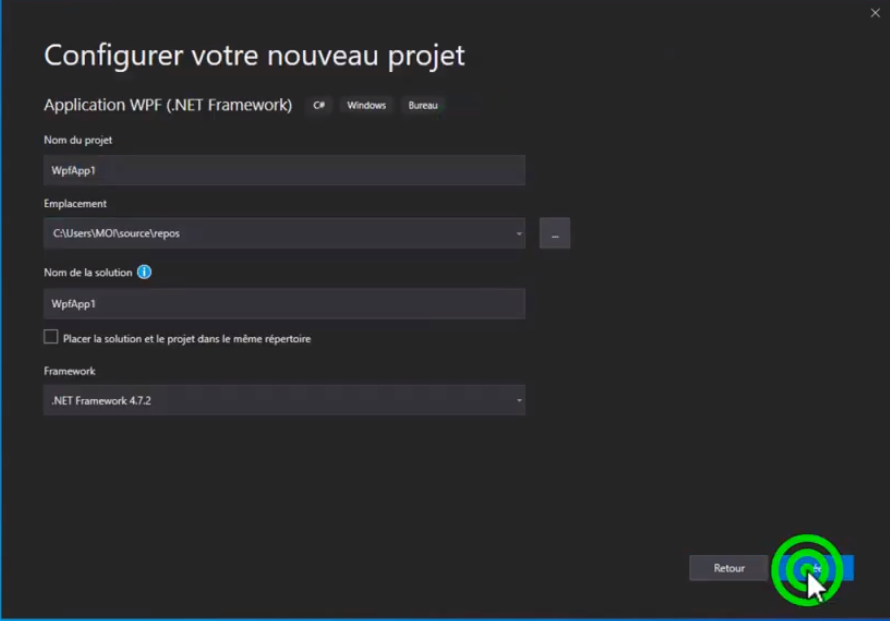 Configurer votre nouveau projet
Application WPF (.NET Framework) C# Windows Bureau
Nom du projet
WpfApp1
Emplacement
C:\Users\MOI\source\repos
...
Nom de la solution
WpfApp1
Placer la solution et le projet dans le même répertoire
Framework
.NET Framework 4.7.2
Retour